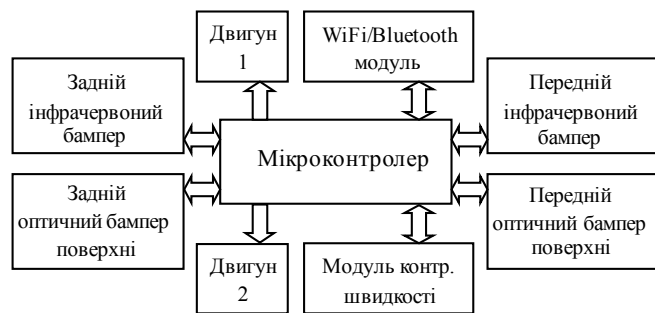 Двигун
1
WiFi/Bluetooth
модуль
Задній
інфрачервоний
бампер
Передній
інфрачервоний
бампер
Мікроконтролер
Задній
оптичний бампер
поверхні
Передній
оптичний бампер
поверхні
Двигун
2
Модуль контр.
швидкості